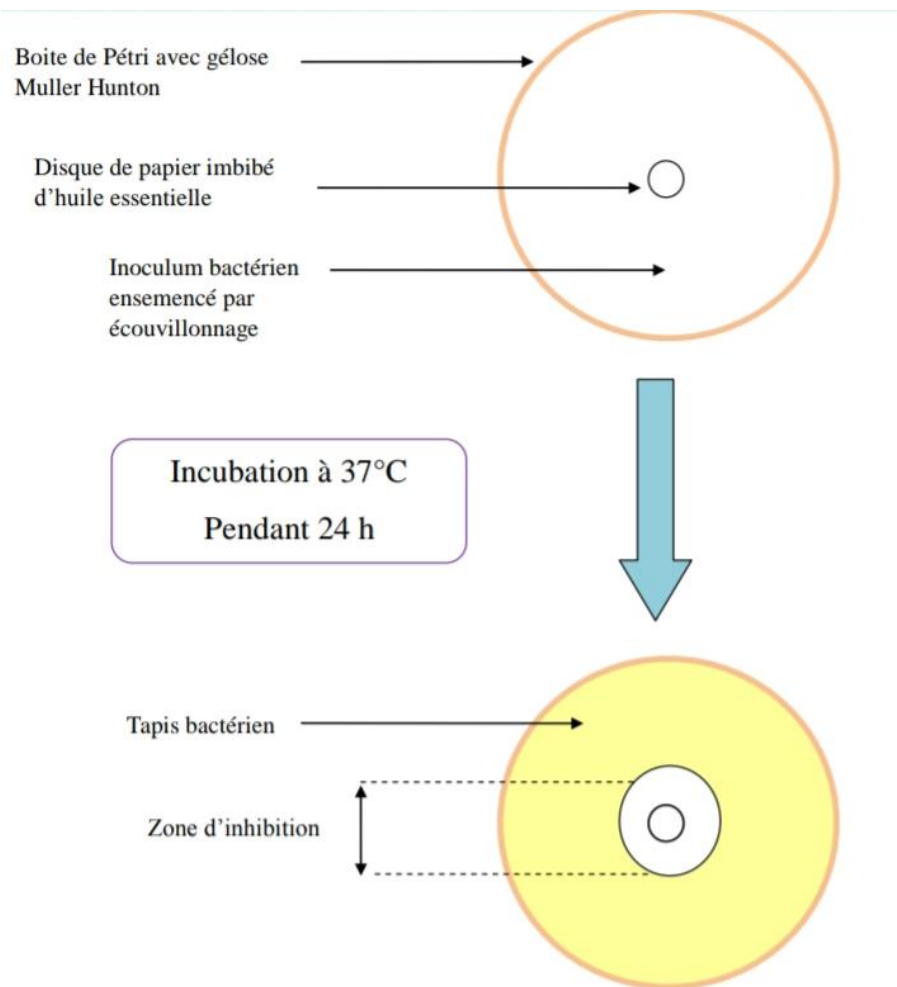 Boite de Pétri avec gélose
Muller Hunton
Disque de papier imbibé
d’huile essentielle
Inoculum bactérien
ensemencé par
écouvillonnage
Incubation à 37°C
Pendant 24 h
Tapis bactérien
Zone d’inhibition